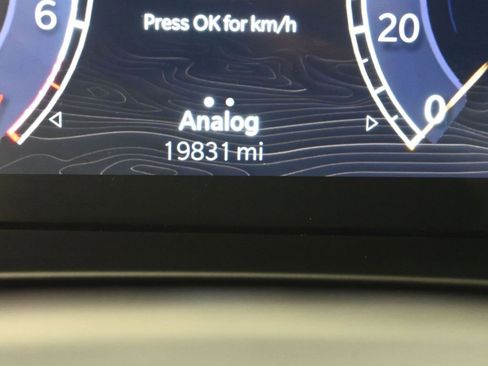 Press OK for km/h
6
20
Analog
0
19831 mi